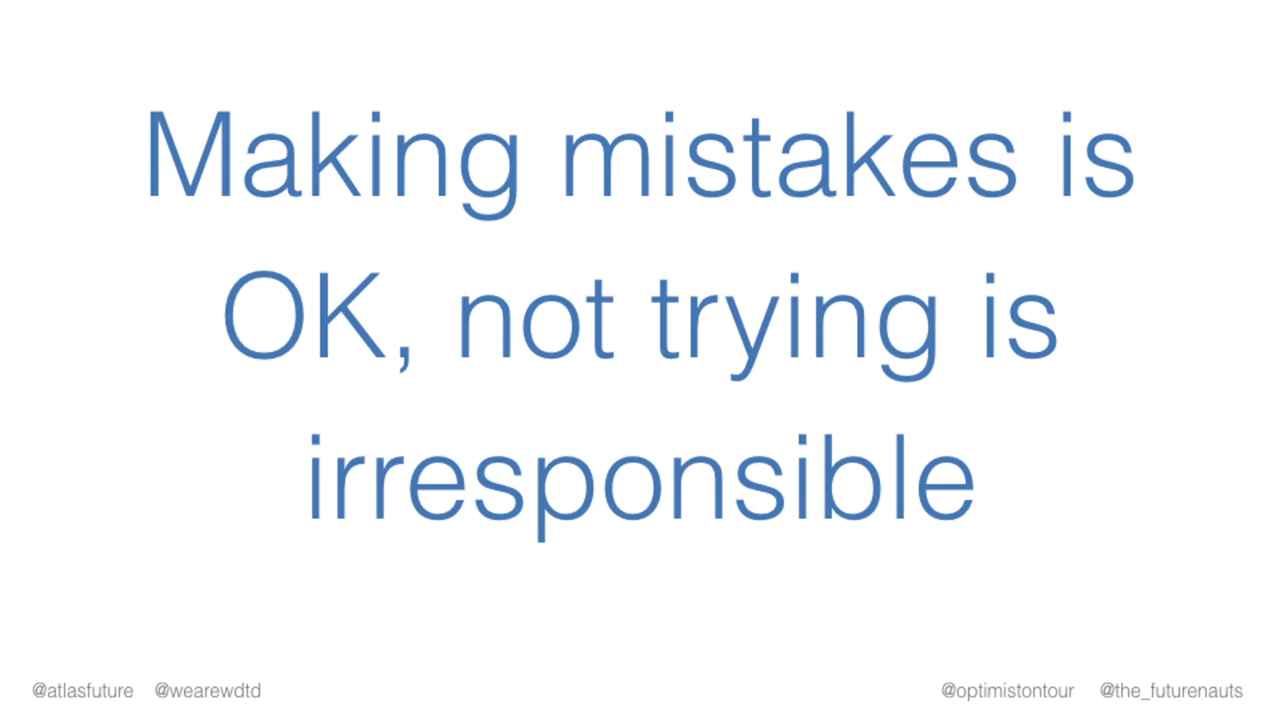 Making mistakes is
OK, not trying is
irresponsible
@atlasfuture @wearewdtd @optimistontour @the_futurenauts